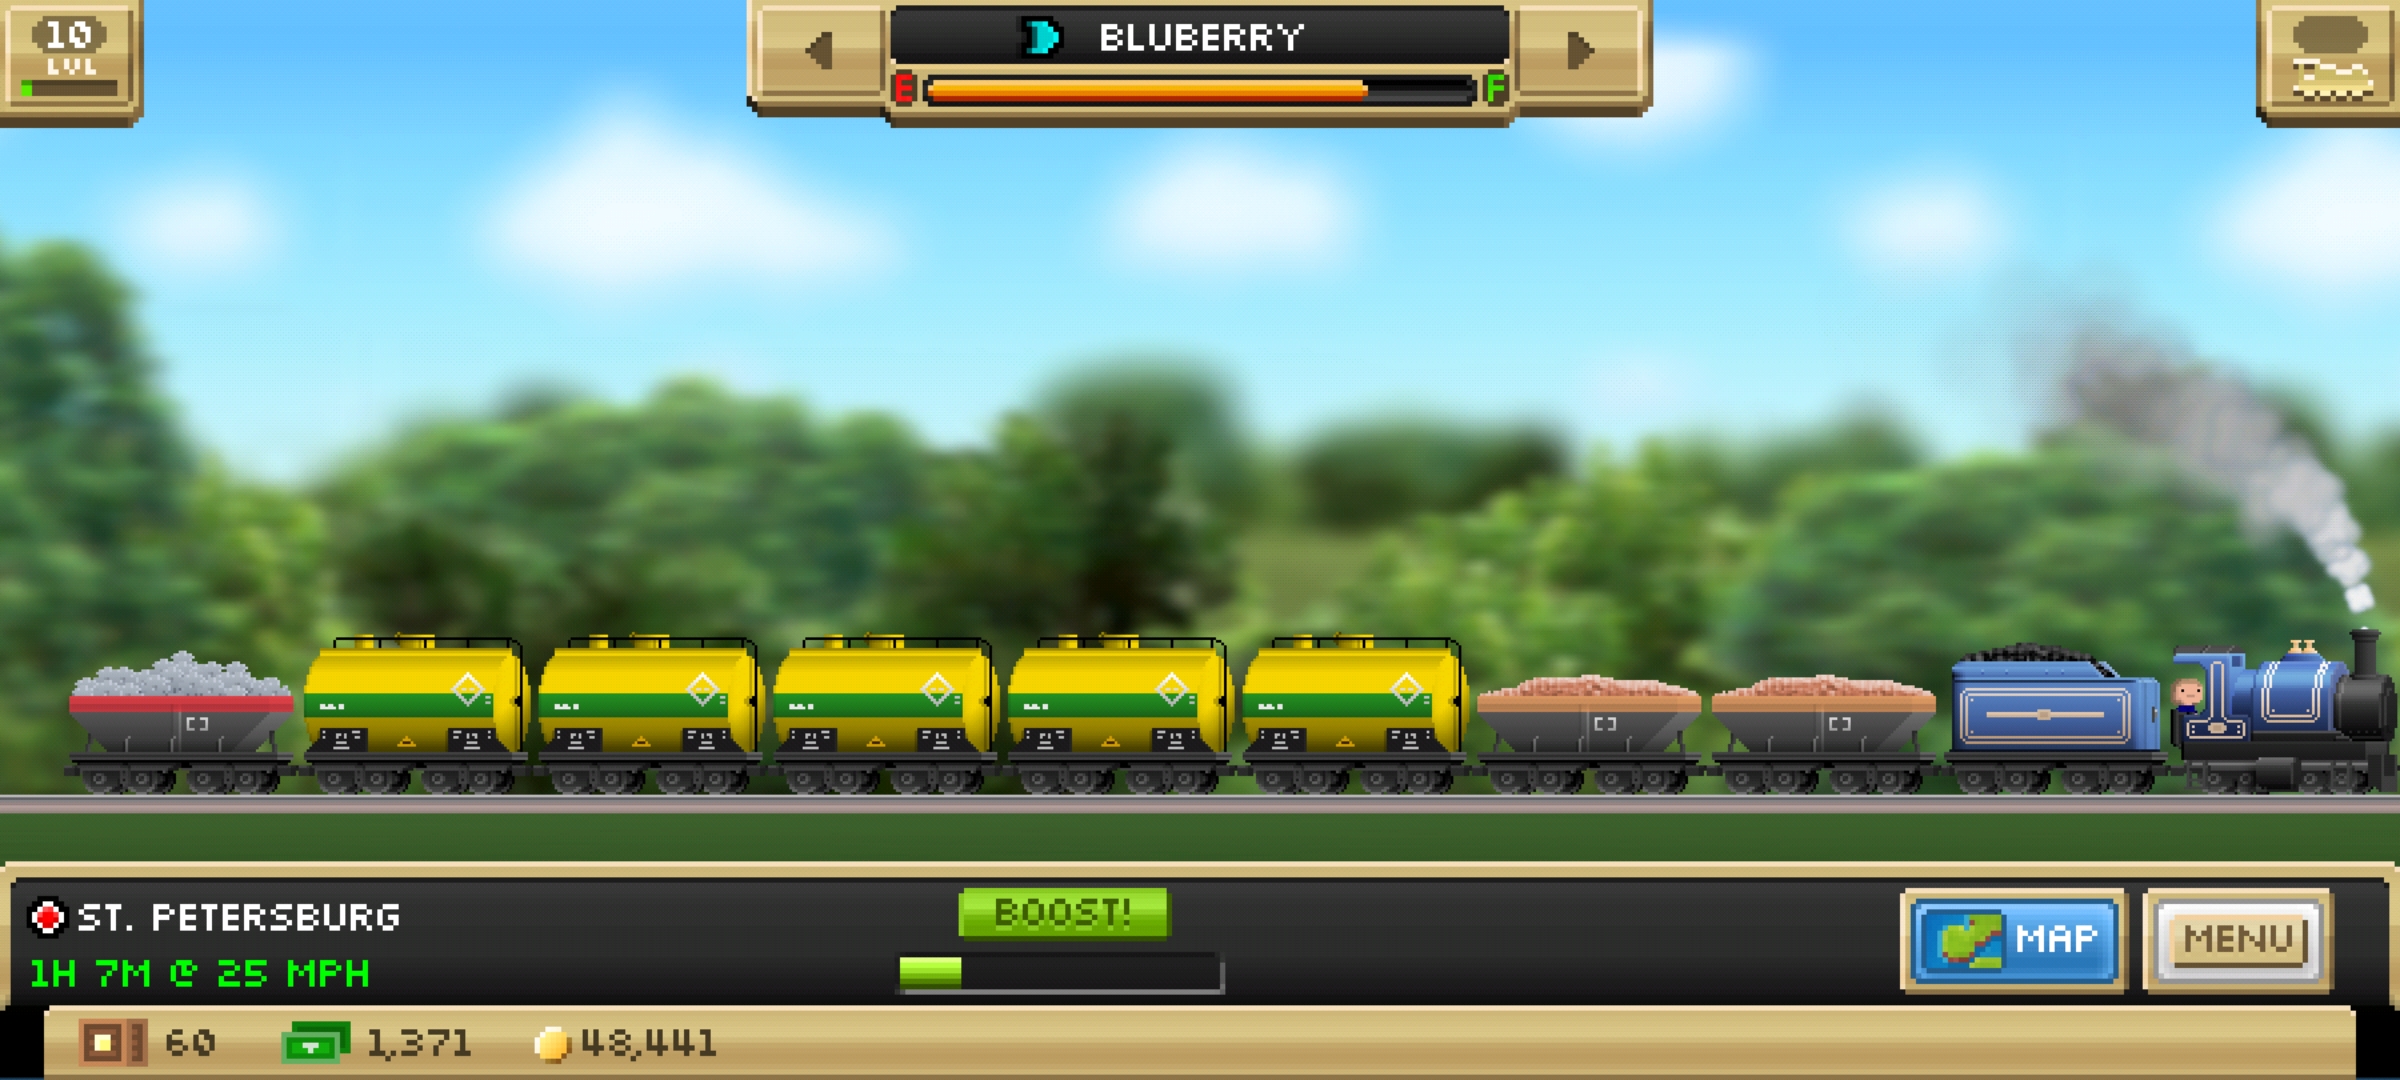 10
LVL
BLUBERRY
E
F
ST. PETERSBURG
1H 7M @ 25 MPH
BOOST!
MAP
MENU
60
1,371
48,441